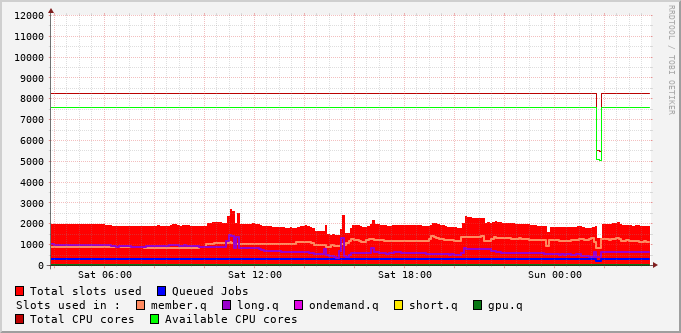 12000
11000
10000
9000
8000
7000
6000
5000
4000
3000
2000
1000
0
Sat 06:00 Sat 12:00 Sat 18:00 Sun 00:00
Total slots used Queued Jobs
Slots used in : member.q long.q ondemand.q short.q gpu.q
Total CPU cores Available CPU cores
RRDTOOL / TOBI OETIKER